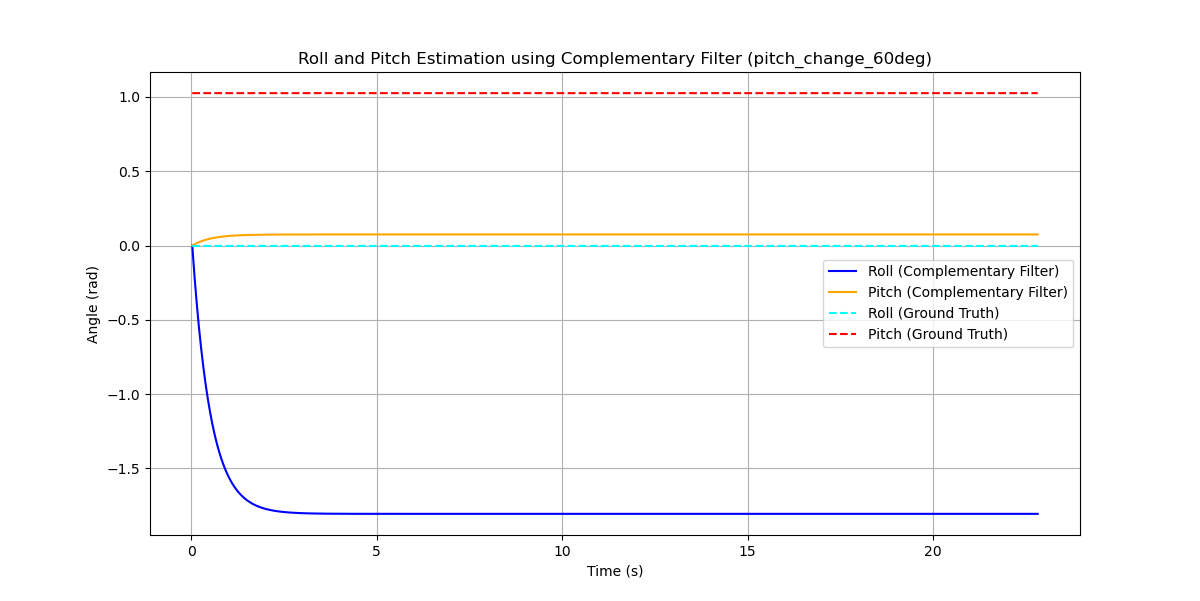 Roll and Pitch Estimation using Complementary Filter (pitch_change_60deg)
1.0
0.5
0.0
−0.5
−1.0
−1.5
Angle (rad)
Roll (Complementary Filter)
Pitch (Complementary Filter)
Roll (Ground Truth)
Pitch (Ground Truth)
0 5 10 15 20
Time (s)